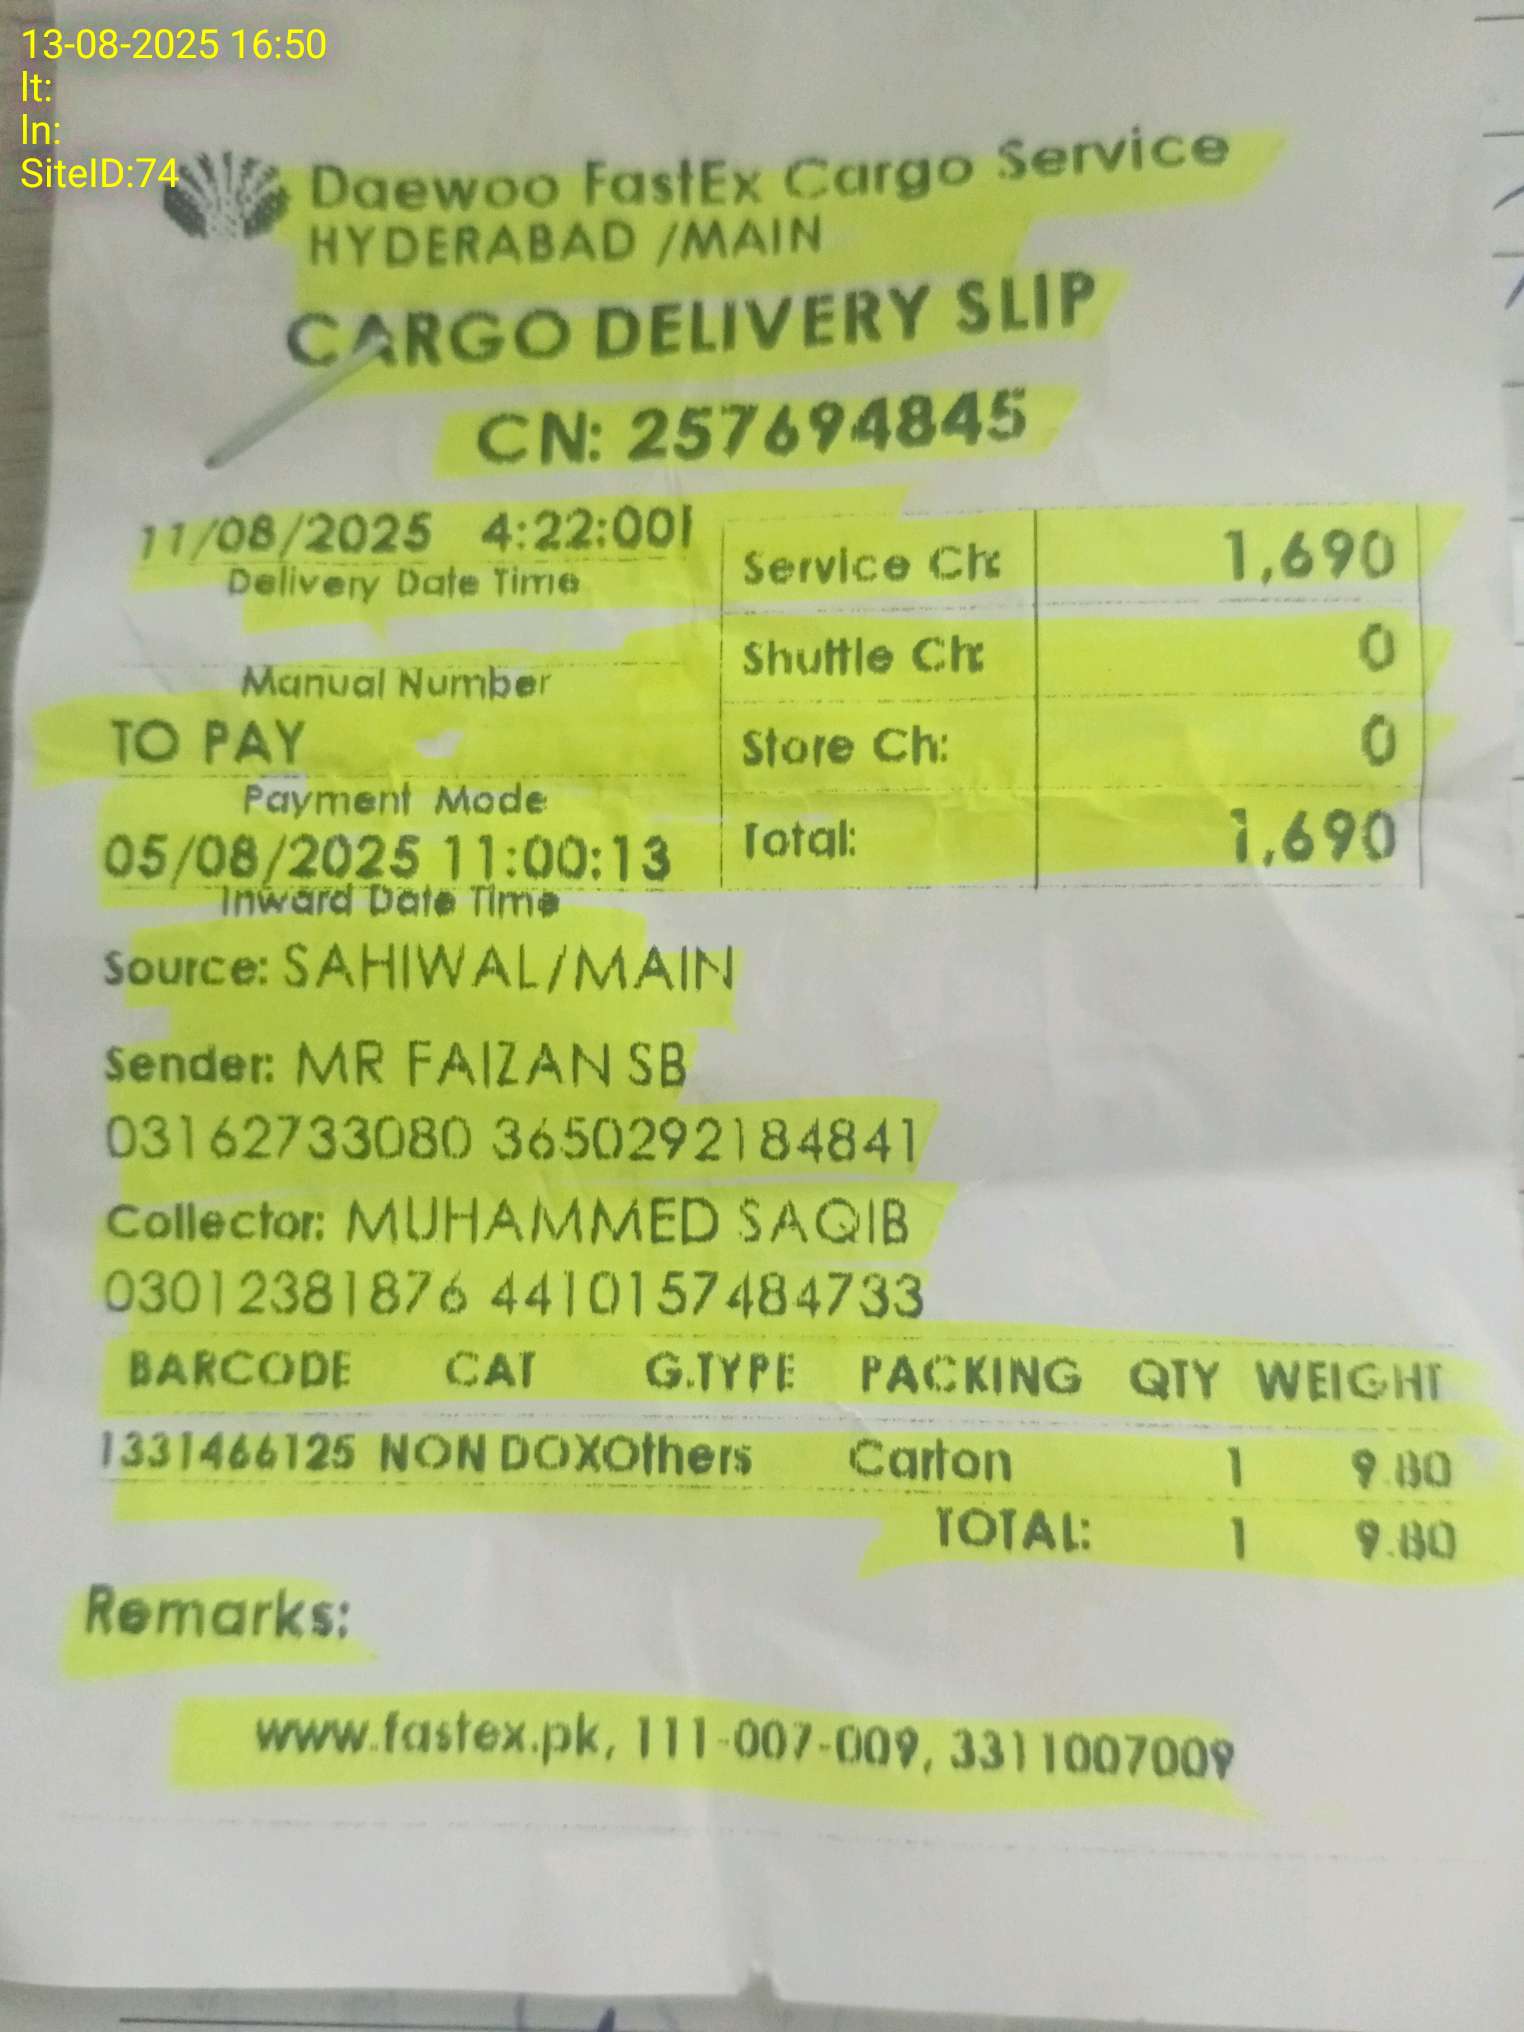 13-08-2025 16:50
lt:
ln:
SiteID:74
Daewoo FastEx Cargo Service
HYDERABAD /MAIN
CARGO DELIVERY SLIP
CN: 257694845
11/08/2025 4:22:00
Delivery Date Time
Manual Number
TO PAY
Payment Mode
05/08/2025 11:00:13
Inward Date Time
Service Ch: 1,690
Shuttle Ch: 0
Store Ch: 0
Total: 1,690
Source: SAHIWAL/MAIN
Sender: MR FAIZAN SB
03162733080 3650292184841
Collector: MUHAMMED SAQIB
03012381876 4410157484733
BARCODE CAT G.TYPE PACKING QTY WEIGHT
1331466125 NON DOXOthers Carton 1 9.80
TOTAL: 1 9.80
Remarks:
www.fastex.pk, 111-007-009, 3311007009